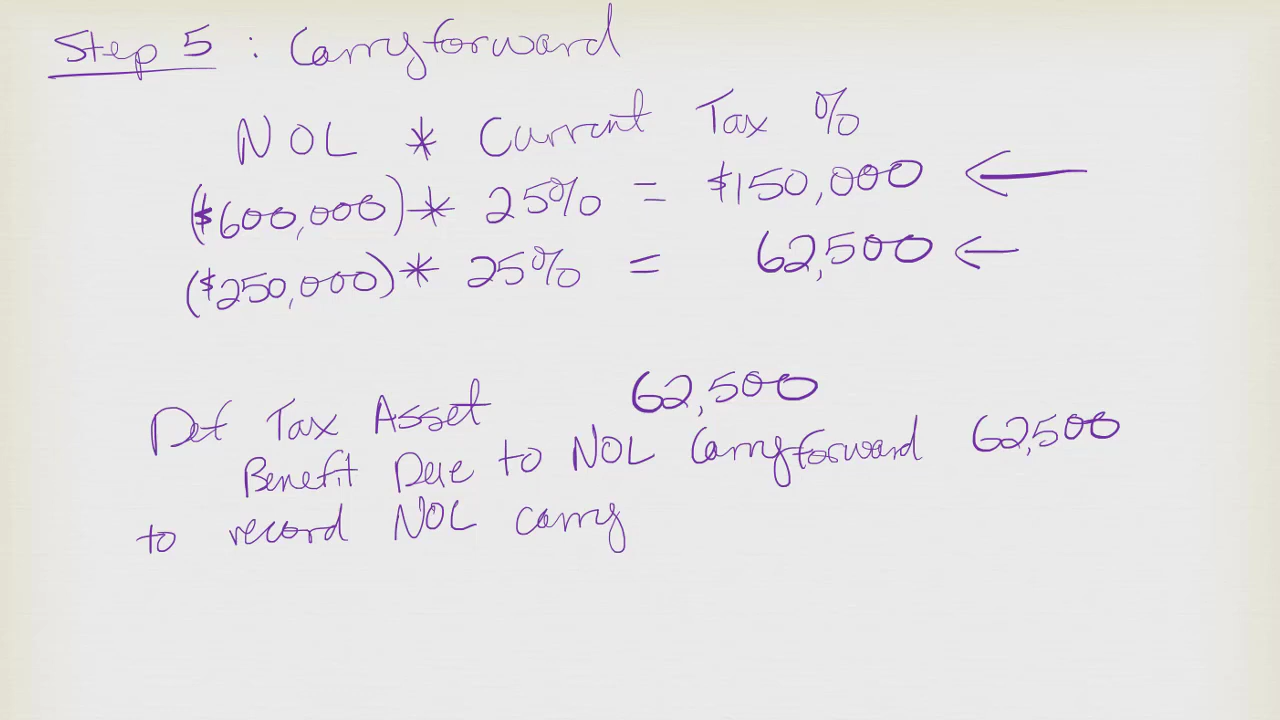 Step 5 : Carryforward
NOL * Current Tax %
($600,000) * 25% = $150,000 ←
($250,000) * 25% = 62,500 ←
Def Tax Asset 62,500
Benefit Due to NOL Carryforward 62,500
to record NOL carry